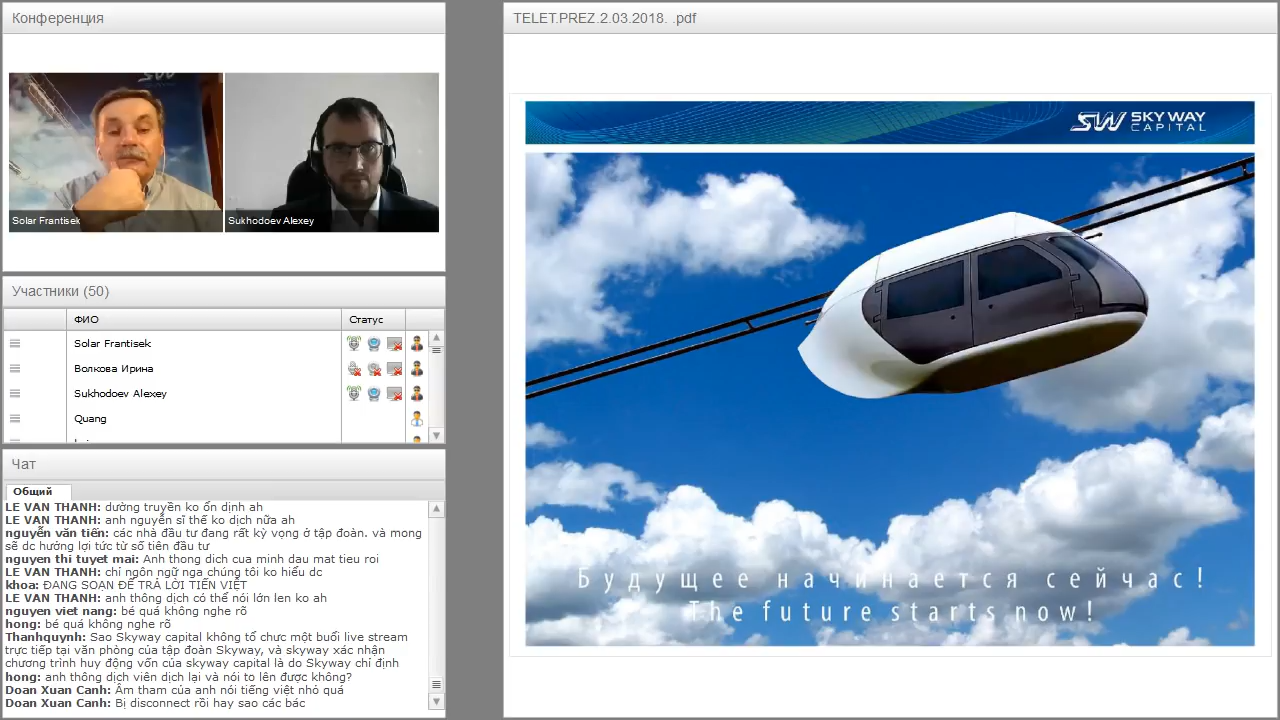 Конференция
Solar Frantisek
Sukhodoev Alexey
Участники (50)
ФИО
Статус
Solar Frantisek
Волкова Ирина
Sukhodoev Alexey
Quang
Чат
Общий
LE VAN THANH: dường truyền ko ổn dịnh ah
LE VAN THANH: anh nguyễn sĩ thế ko dịch nữa ah
nguyễn văn tiến: các nhà đầu tư đang rất kỳ vọng ở tập đoàn. và mong
sẽ dc hướng lợi tức từ số tiên đầu tư
nguyen thi tuyet mai: Anh thong dich cua minh dau mat tieu roi
LE VAN THANH: chỉ ngôn ngữ nga chúng tôi ko hiểu dc
khoa: ĐANG SOẠN ĐỂ TRẢ LỜI TIẾN VIẾT
LE VAN THANH: anh thông dịch có thể nói lớn len ko ah
nguyen viet nang: bé quá không nghe rõ
hong: bé quá không nghe rõ
Thanhquynh: Sao Skyway capital không tổ chưc một buổi live stream
trực tiếp tại văn phòng của tập đoàn Skyway, và skyway xác nhận
chương trình huy động vốn của skyway capital là do Skyway chỉ định
hong: anh thông dịch viên dịch lại và nói to lên được không?
Doan Xuan Canh: Âm thanh của anh nói tiếng việt nhỏ quá
Doan Xuan Canh: Bị disconnect rồi hay sao các bác
TELET.PREZ.2.03.2018. .pdf
SW SKY WAY
CAPITAL
Будущее начинается сейчас!
The future starts now!